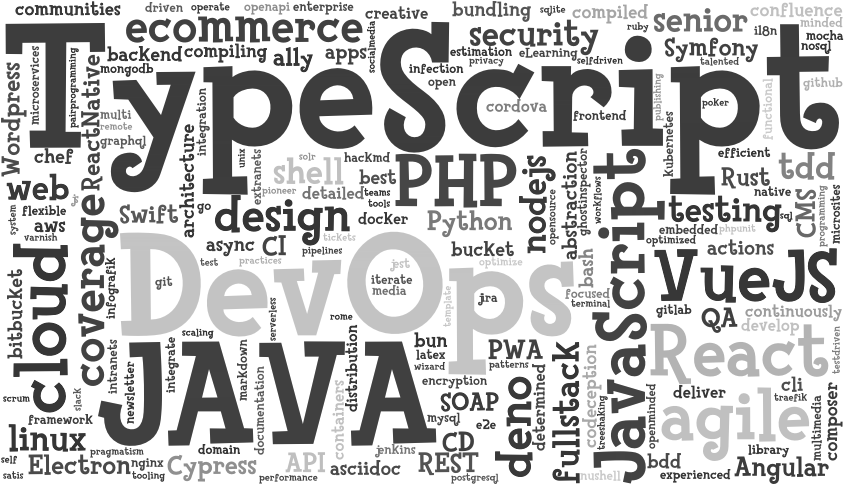 communities
driven
operate
openapi
enterprise
creative
bundling
sqlite
compiled
ruby
senior
confluence
minded
mocha
nosql
i18n
ecommerce
socialmedia
security
Symfony
talented
backend
compiling
ally
apps
estimation
privacy
eLearning
selfdriven
mongodb
infection
open
TypeScript
Wordpress
microservices
pairprogramming
ReactNative
multi
remote
graphql
integration
cordova
frontend
publishing
poker
functional
github
kubernetes
chef
architecture
unix
extranets
solr
hackmd
shell
pioneer
detailed
best
teams
tools
PHP
nodejs
opensource
abstraction
ghostinspector
workflows
JavaScript
efficient
Rust
native
tdd
CMS
programming
microsites
web
system
flexible
aws
varnish
coverage
Swift
go
design
docker
Python
testing
sql
embedded
optimized
phpunit
async
CI
tickets
pipelines
bucket
actions
cloud
bitbucket
infografik
test
practices
git
DevOps
jest
iterate
media
optimize
template
jra
bash
focused
terminal
VueJS
gitlab
QA
continuously
develop
serverless
rome
scaling
JAVA
intranets
newsletter
integrate
markdown
documentation
containers
distribution
bun
latex
wizard
PWA
patterns
encryption
deno
determined
fullstack
codeception
treeshaking
React
testdriven
scrum
slack
framework
SOAP
mysql
e2e
deliver
cli
traefik
agile
openminded
multimedia
composer
linux
pragmatism
domain
jenkins
CD
library
self
satis
Electron
nginx
tooling
Cypress
performance
API
asciidoc
REST
postgresql
nushell
bdd
experienced
Angular